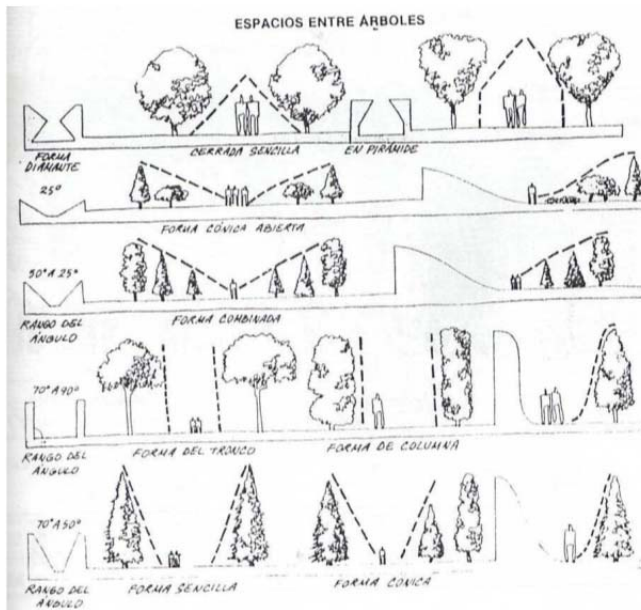 ESPACIOS ENTRE ÁRBOLES
FORMA DIAMANTE
CERRADA SENCILLA
EN PIRÁMIDE
25°
FORMA CÓNICA ABIERTA
50° A 25°
RANGO DEL ÁNGULO
FORMA COMBINADA
70° A 90°
RANGO DEL ÁNGULO
FORMA DEL TRONCO
FORMA DE COLUMNA
70° A 50°
RANGO DEL ÁNGULO
FORMA SENCILLA
FORMA CÓNICA